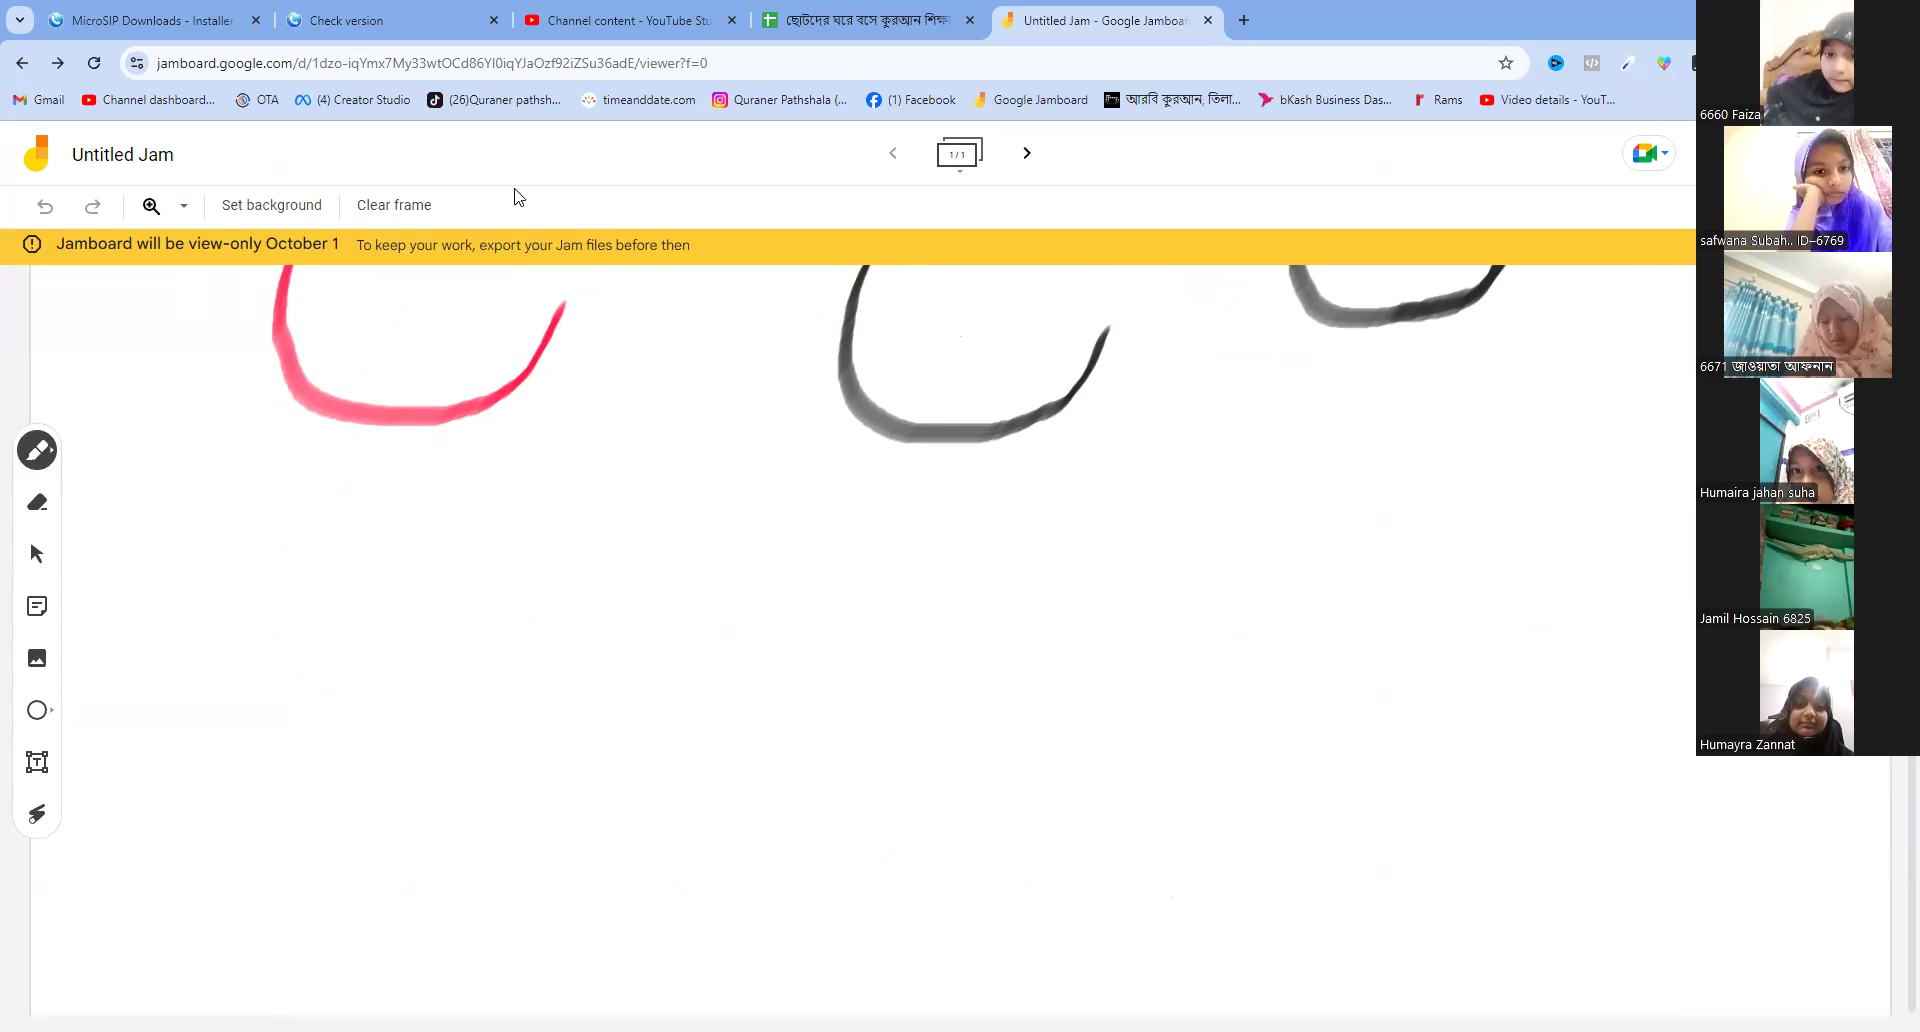 MicroSIP Downloads - Installer
Check version
Channel content - YouTube Stu
ছোটদের ঘরে বসে কুরআন শিক্ষ
Untitled Jam - Google Jamboar
jamboard.google.com/d/1dzo-iqYmx7My33wtOCd86Yl0iqYJaOzf92iZSu36adE/viewer?f=0
Gmail
Channel dashboard...
OTA
(4) Creator Studio
(26)Quraner pathsh...
timeanddate.com
Quraner Pathshala (...
(1) Facebook
Google Jamboard
আরবি কুরআন, তিলা...
bKash Business Das...
Rams
Video details - YouT...
Untitled Jam
1 / 1
Set background
Clear frame
Jamboard will be view-only October 1 To keep your work, export your Jam files before then
6660 Faiza
safwana Subah.. ID–6769
6671 জাওয়াতা আফনান
Humaira jahan suha
Jamil Hossain 6825
Humayra Zannat